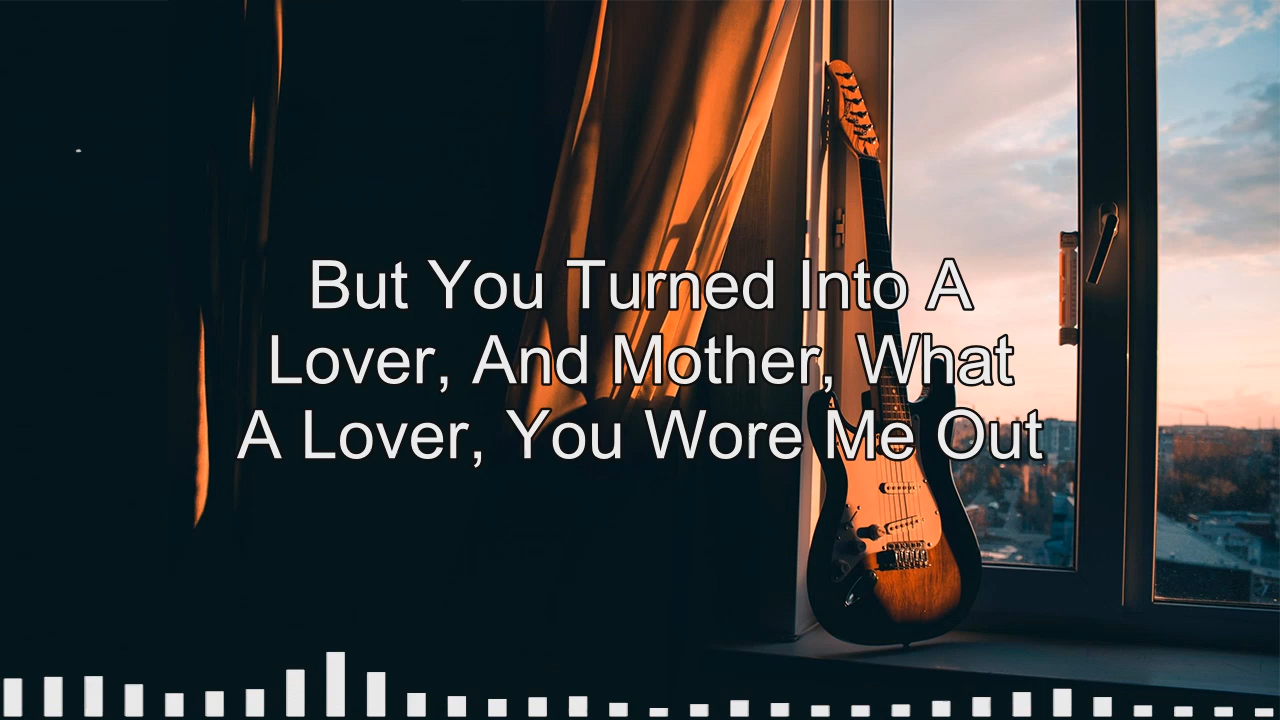 But You Turned Into A
Lover, And Mother, What
A Lover, You Wore Me Out